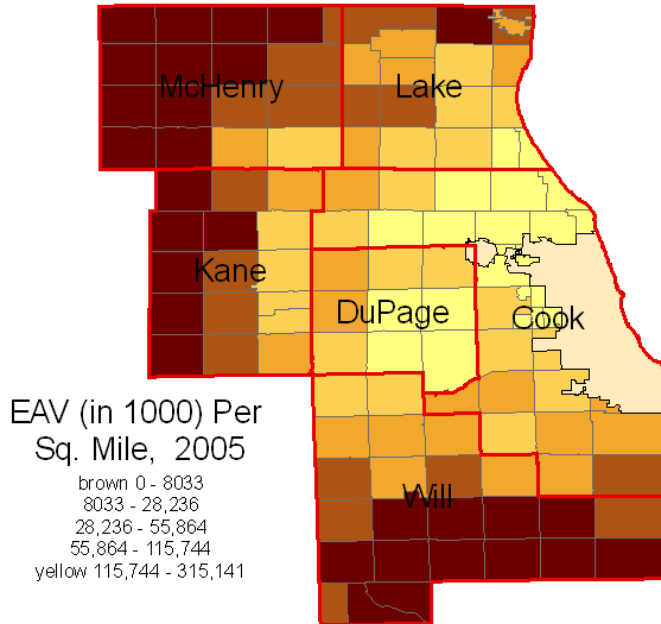 McHenry
Lake
Kane
DuPage
Cook
EAV (in 1000) Per
Sq. Mile, 2005
brown 0 - 8033
8033 - 28,236
28,236 - 55,864
55,864 - 115,744
yellow 115,744 - 315,141
Will